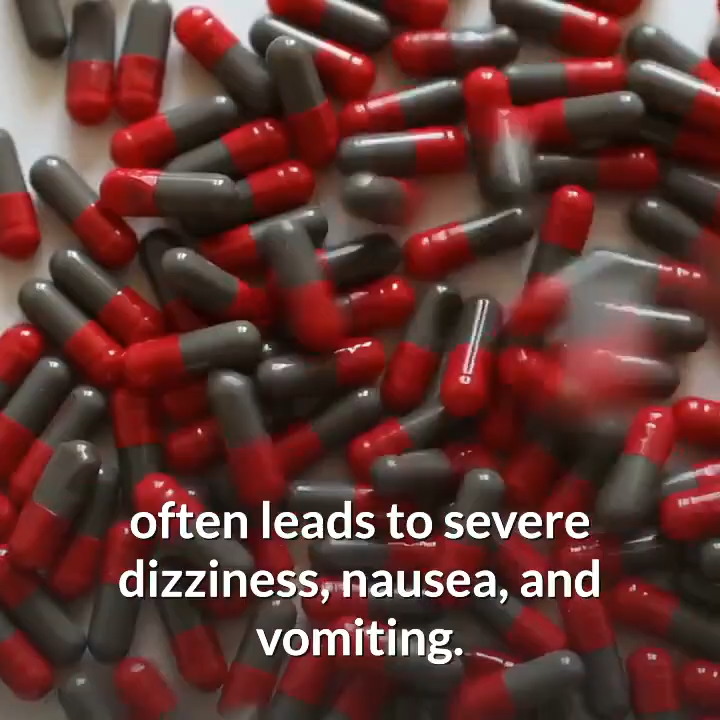 often leads to severe
dizziness, nausea, and
vomiting.